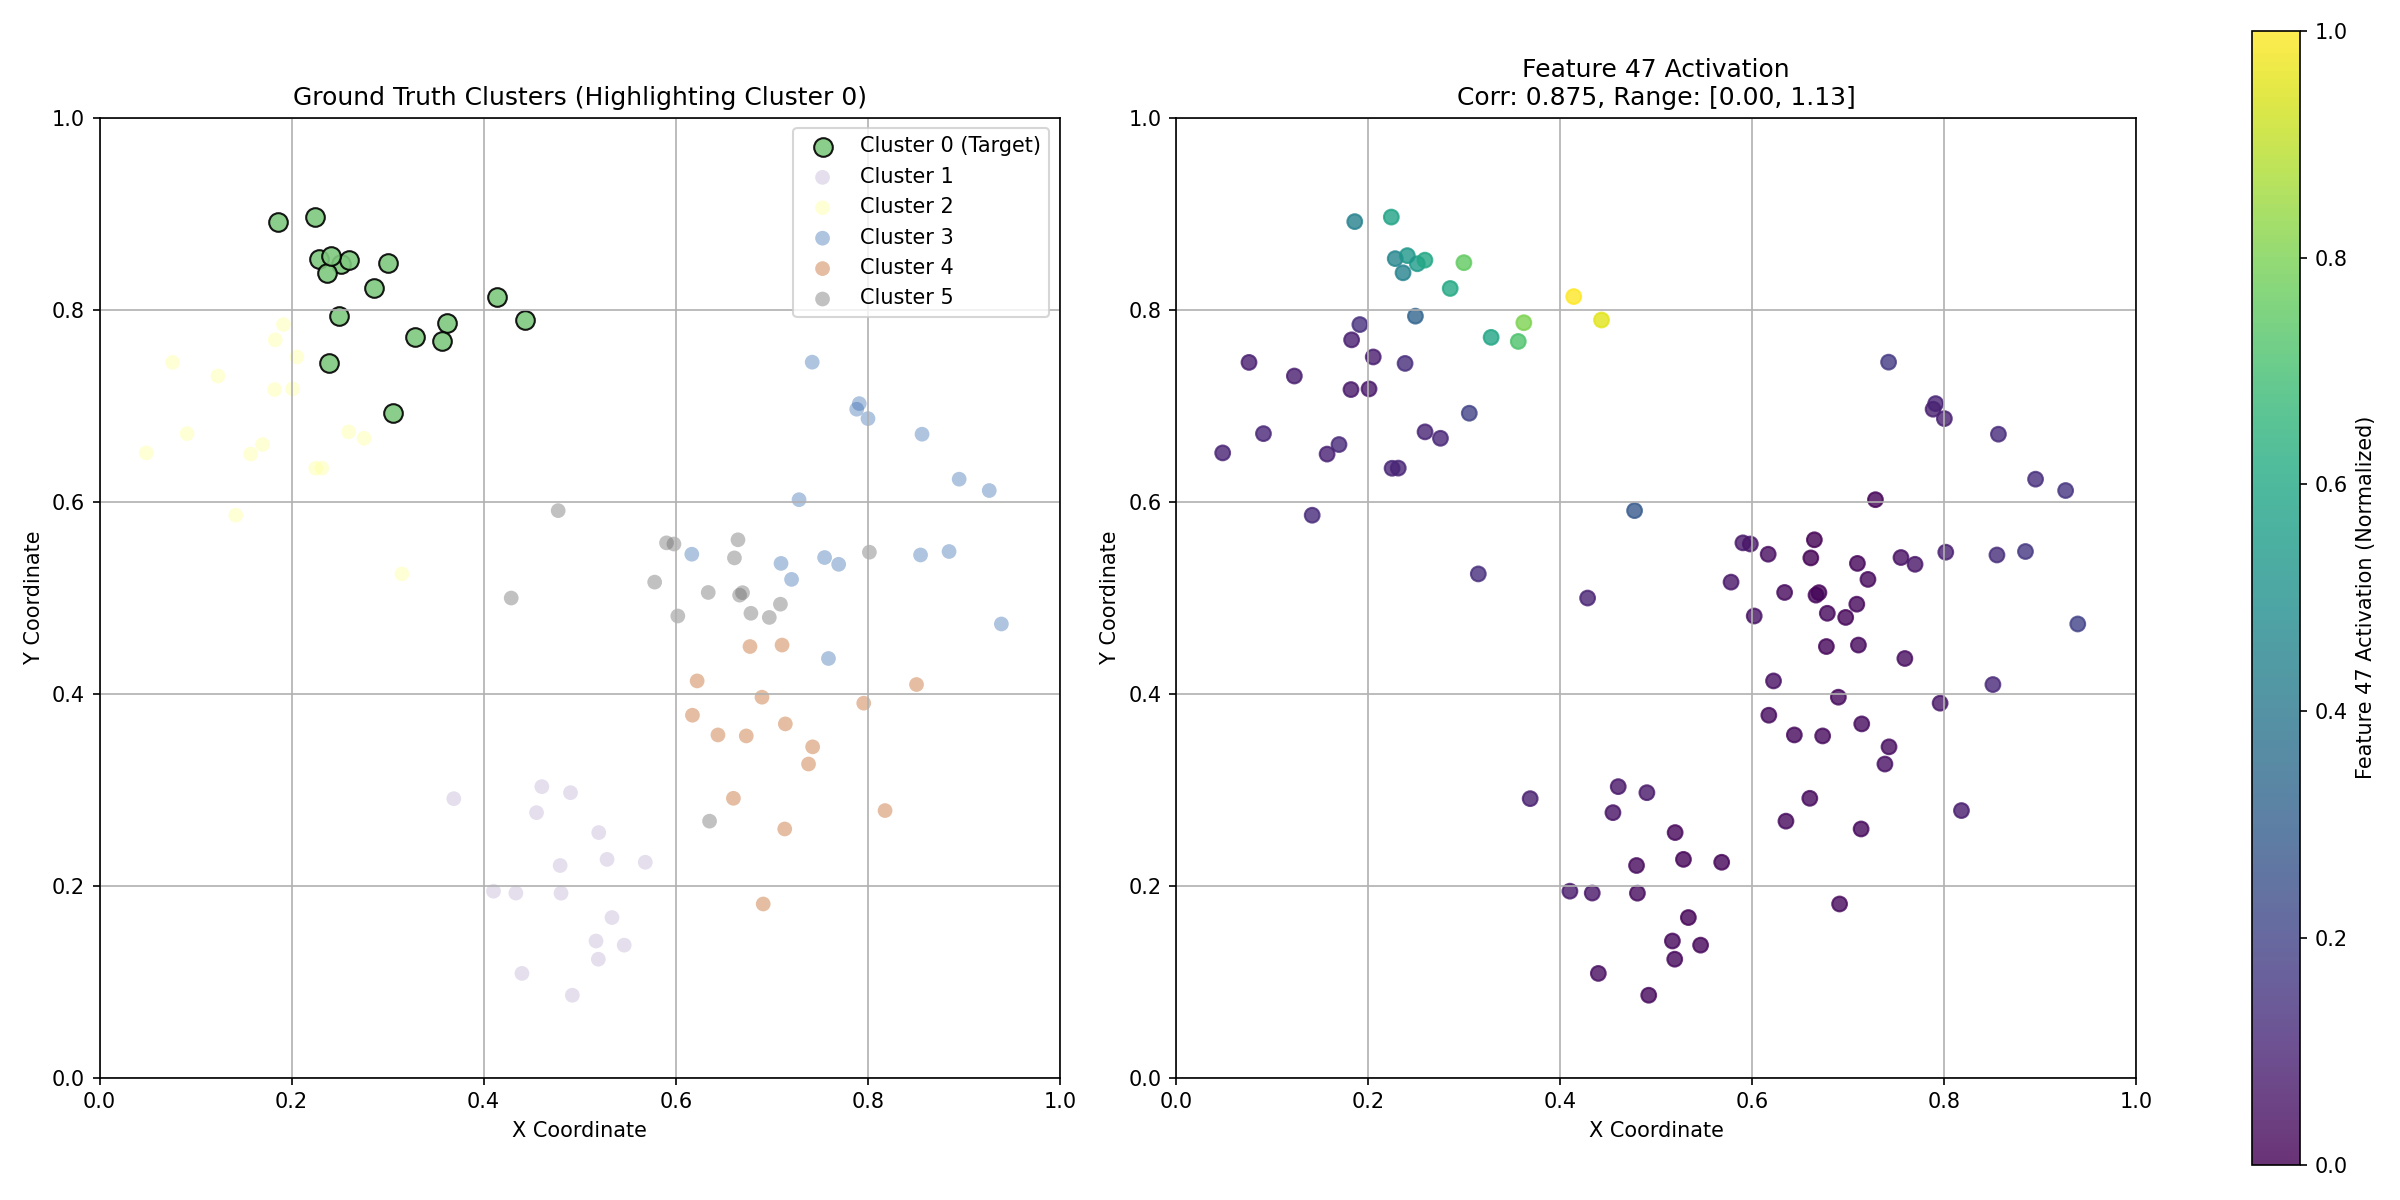 Ground Truth Clusters (Highlighting Cluster 0)
Cluster 0 (Target)
Cluster 1
Cluster 2
Cluster 3
Cluster 4
Cluster 5
1.0
0.8
0.6
0.4
0.2
0.0
Y Coordinate
0.0 0.2 0.4 0.6 0.8 1.0
X Coordinate
Feature 47 Activation
Corr: 0.875, Range: [0.00, 1.13]
1.0
0.8
0.6
0.4
0.2
0.0
Y Coordinate
0.0 0.2 0.4 0.6 0.8 1.0
X Coordinate
1.0
0.8
0.6
0.4
0.2
0.0
Feature 47 Activation (Normalized)